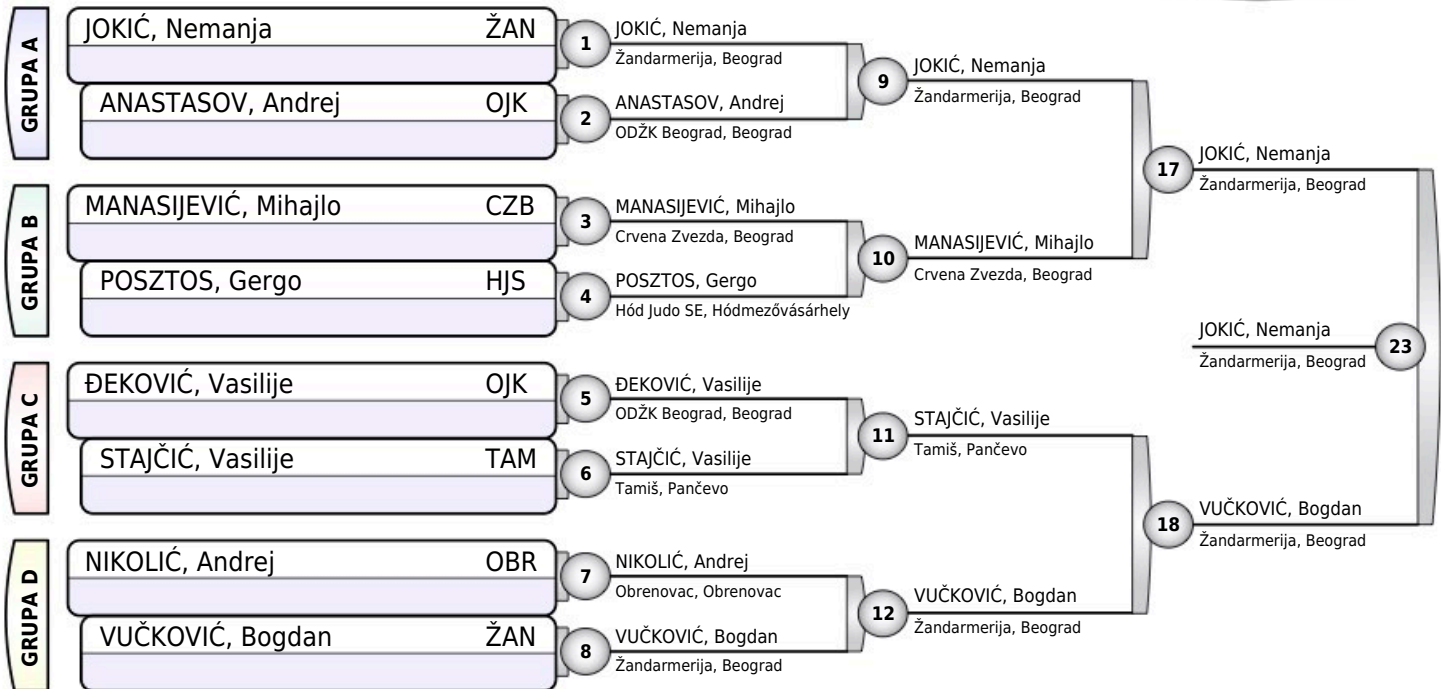 GRUPA A
JOKIĆ, Nemanja ŽAN
ANASTASOV, Andrej OJK
GRUPA B
MANASIJEVIĆ, Mihajlo CZB
POSZTOS, Gergo HJS
GRUPA C
ĐEKOVIĆ, Vasilije OJK
STAJČIĆ, Vasilije TAM
GRUPA D
NIKOLIĆ, Andrej OBR
VUČKOVIĆ, Bogdan ŽAN
1
JOKIĆ, Nemanja
Žandarmerija, Beograd
2
ANASTASOV, Andrej
ODŽK Beograd, Beograd
3
MANASIJEVIĆ, Mihajlo
Crvena Zvezda, Beograd
4
POSZTOS, Gergo
Hód Judo SE, Hódmezővásárhely
5
ĐEKOVIĆ, Vasilije
ODŽK Beograd, Beograd
6
STAJČIĆ, Vasilije
Tamiš, Pančevo
7
NIKOLIĆ, Andrej
Obrenovac, Obrenovac
8
VUČKOVIĆ, Bogdan
Žandarmerija, Beograd
9
JOKIĆ, Nemanja
Žandarmerija, Beograd
10
MANASIJEVIĆ, Mihajlo
Crvena Zvezda, Beograd
11
STAJČIĆ, Vasilije
Tamiš, Pančevo
12
VUČKOVIĆ, Bogdan
Žandarmerija, Beograd
17
JOKIĆ, Nemanja
Žandarmerija, Beograd
18
VUČKOVIĆ, Bogdan
Žandarmerija, Beograd
JOKIĆ, Nemanja
Žandarmerija, Beograd
23